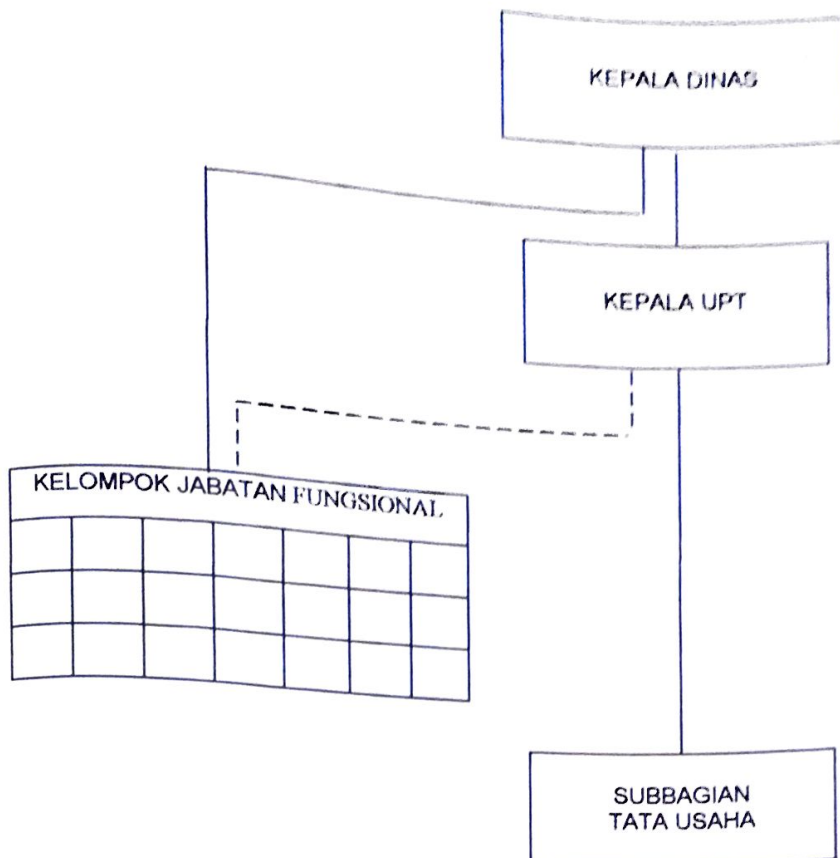 KEPALA DINAS
KEPALA UPT
KELOMPOK JABATAN FUNGSIONAL
SUBBAGIAN
TATA USAHA